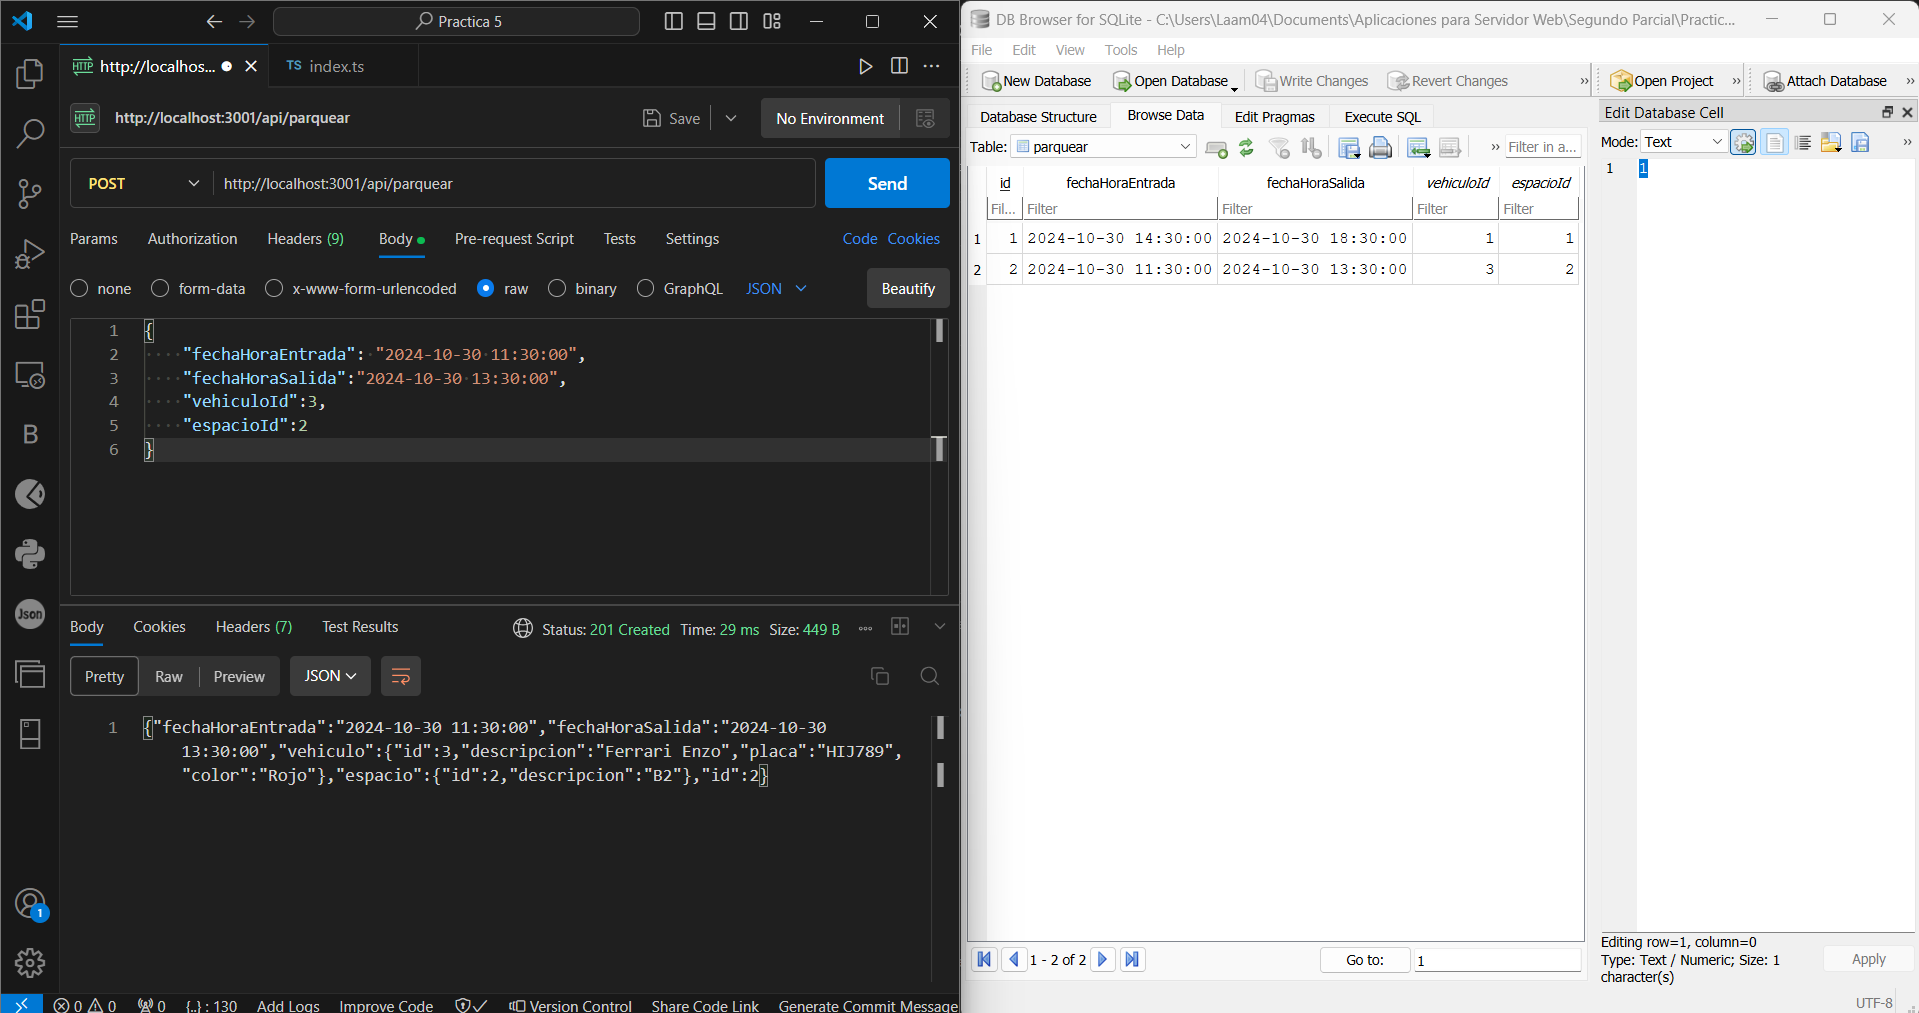 Practica 5
http://localhos...
TS index.ts
HTTP http://localhost:3001/api/parquear
Save
No Environment
POST
http://localhost:3001/api/parquear
Send
Params Authorization Headers (9) Body Pre-request Script Tests Settings Code Cookies
none form-data x-www-form-urlencoded raw binary GraphQL JSON Beautify
1 {
2 "fechaHoraEntrada": "2024-10-30 11:30:00",
3 "fechaHoraSalida":"2024-10-30 13:30:00",
4 "vehiculoId":3,
5 "espacioId":2
6 }
B
Json
1
Body Cookies Headers (7) Test Results Status: 201 Created Time: 29 ms Size: 449 B
Pretty Raw Preview JSON
1 {"fechaHoraEntrada":"2024-10-30 11:30:00","fechaHoraSalida":"2024-10-30
13:30:00","vehiculo":{"id":3,"descripcion":"Ferrari Enzo","placa":"HIJ789",
"color":"Rojo"},"espacio":{"id":2,"descripcion":"B2"},"id":2}
0 0 0 {..} : 130 Add Logs Improve Code Version Control Share Code Link Generate Commit Message
DB Browser for SQLite - C:\Users\Laam04\Documents\Aplicaciones para Servidor Web\Segundo Parcial\Practic...
File Edit View Tools Help
New Database Open Database Write Changes Revert Changes » Open Project » Attach Database »
Database Structure Browse Data Edit Pragmas Execute SQL
Table: parquear » Filter in a...
id fechaHoraEntrada fechaHoraSalida vehiculoId espacioId
Fil... Filter Filter Filter Filter
1 1 2024-10-30 14:30:00 2024-10-30 18:30:00 1 1
2 2 2024-10-30 11:30:00 2024-10-30 13:30:00 3 2
1 - 2 of 2 Go to: 1
Edit Database Cell
Mode: Text »
1 1
Editing row=1, column=0
Type: Text / Numeric; Size: 1
character(s)
Apply
UTF-8